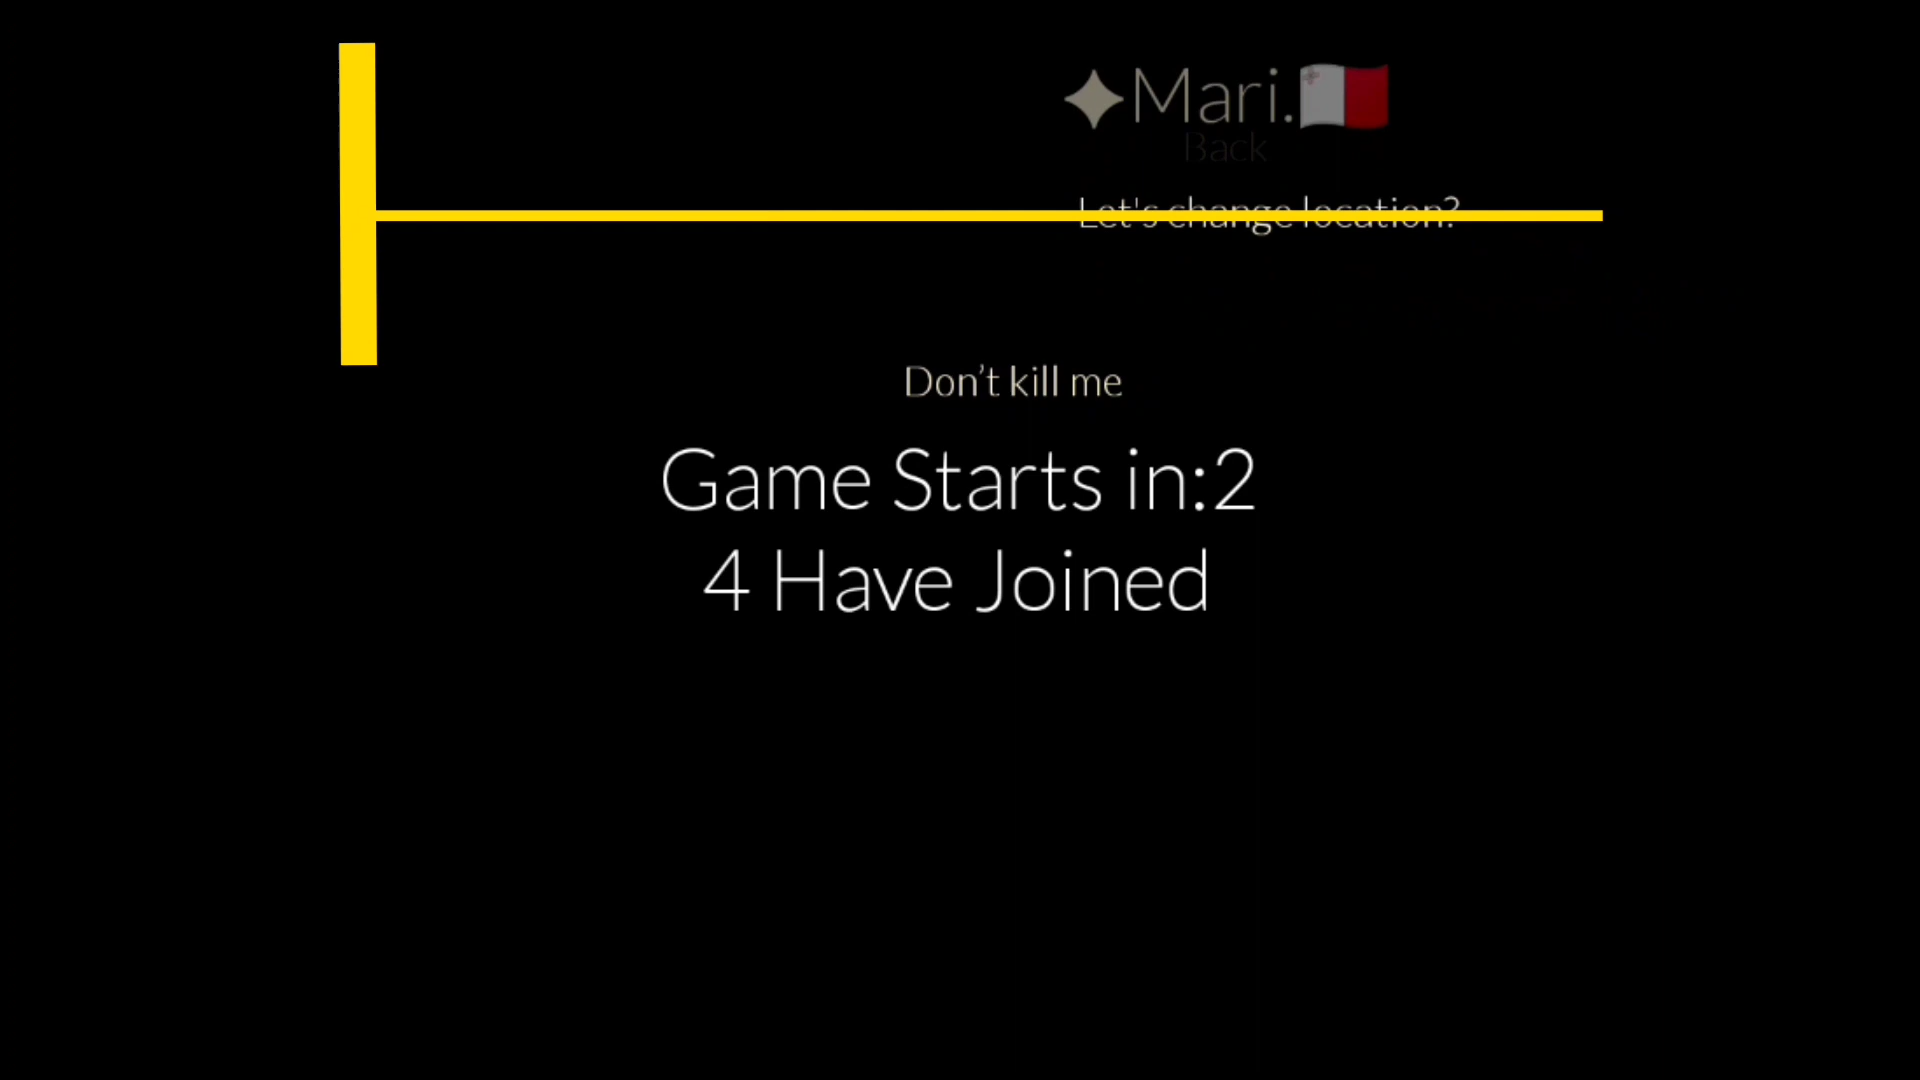 ✦Mari.🇲🇹
Back
Let's change location?
Don’t kill me
Game Starts in:2
4 Have Joined